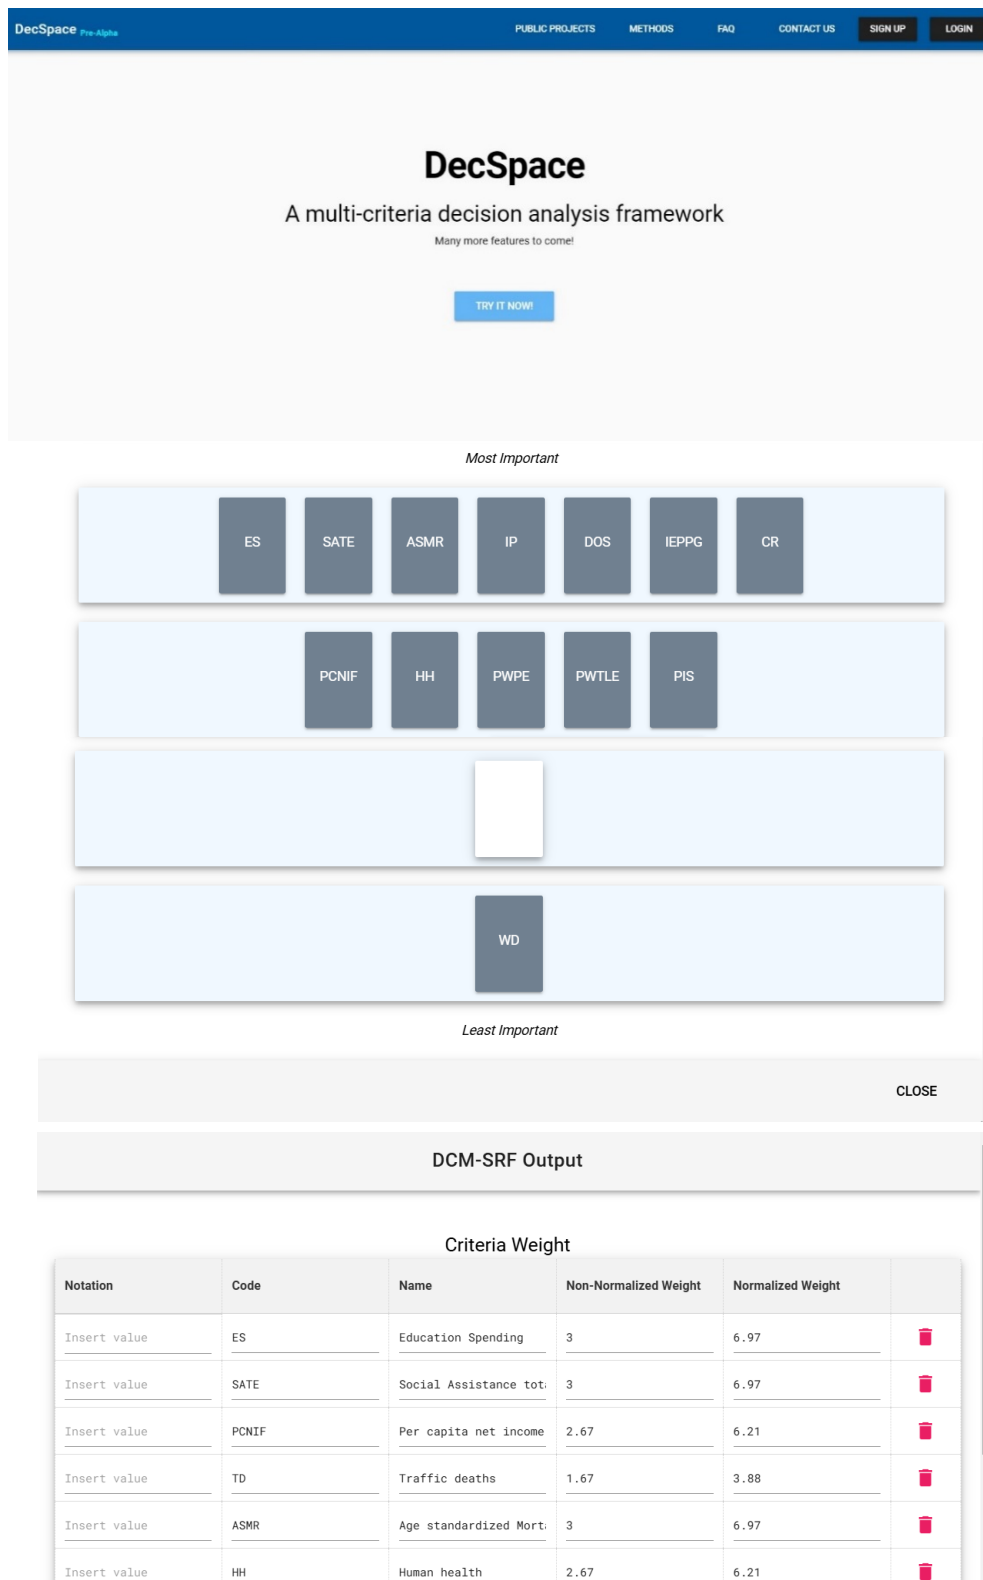 DecSpace Pre-Alpha PUBLIC PROJECTS METHODS FAQ CONTACT US SIGN UP LOGIN
DecSpace
A multi-criteria decision analysis framework
Many more features to come!
TRY IT NOW!
Most Important
ES SATE ASMR IP DOS IEPPG CR
PCNIF HH PWPE PWTLE PIS
WD
Least Important
CLOSE
DCM-SRF Output
Criteria Weight
Notation Code Name Non-Normalized Weight Normalized Weight
Insert value ES Education Spending 3 6.97
Insert value SATE Social Assistance tot 3 6.97
Insert value PCNIF Per capita net income 2.67 6.21
Insert value TD Traffic deaths 1.67 3.88
Insert value ASMR Age standardized Mort 3 6.97
Insert value HH Human health 2.67 6.21